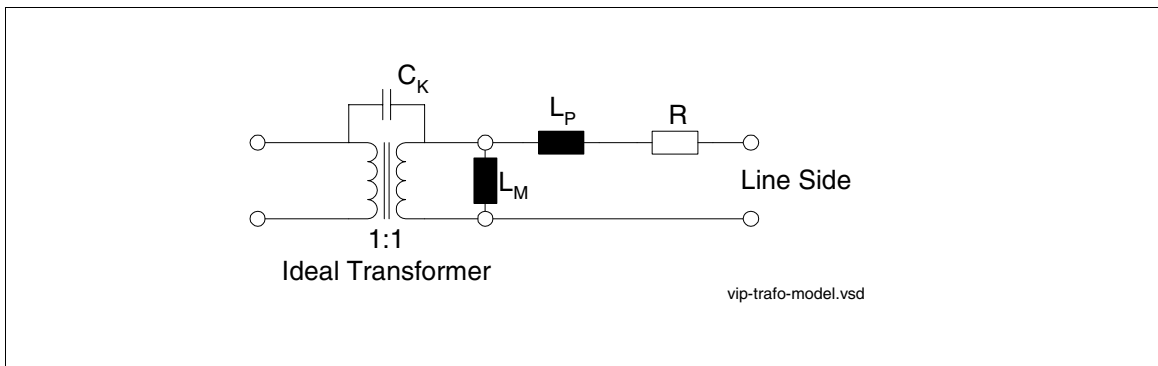 C_K
L_P
R
L_M
Line Side
1:1
Ideal Transformer
vip-trafo-model.vsd